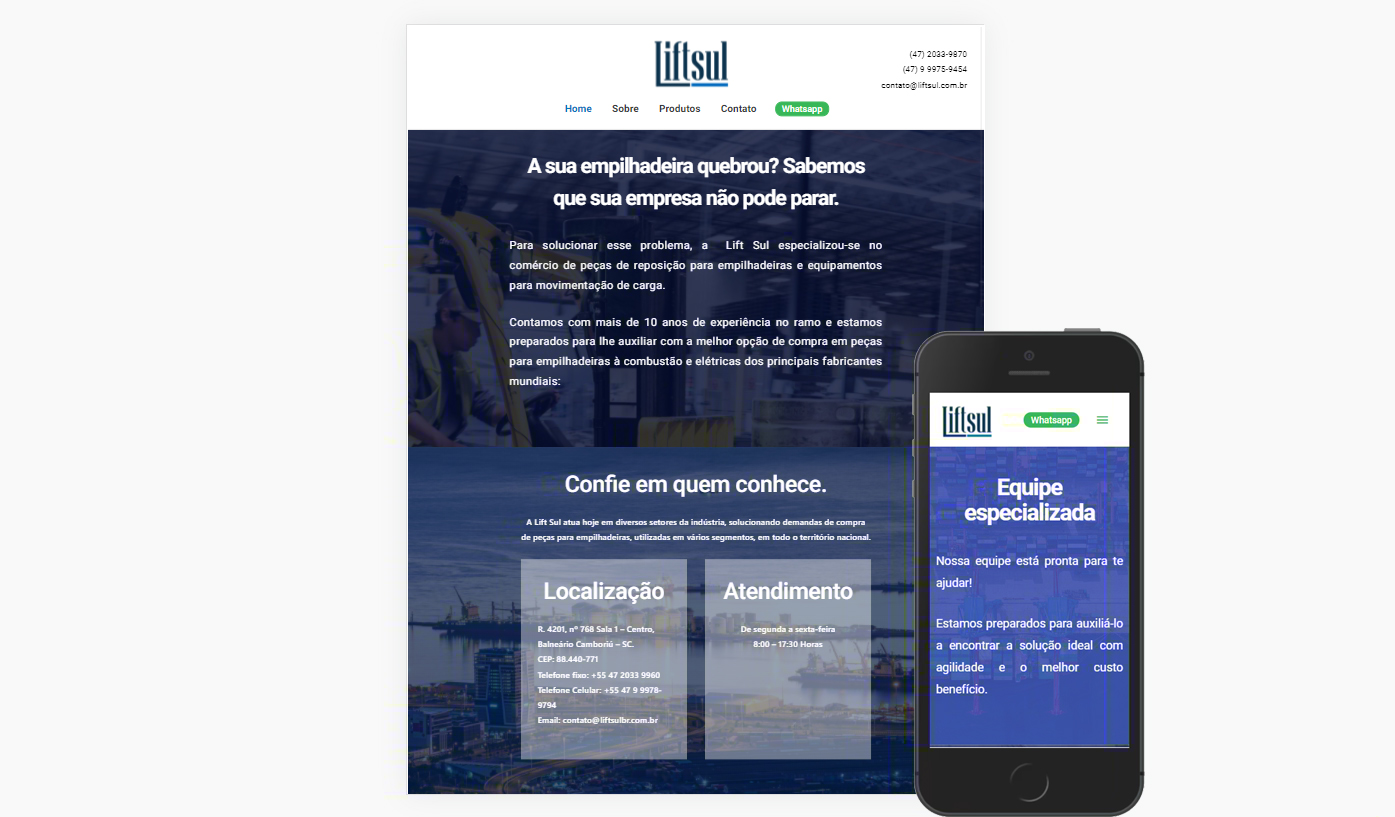 Liftsul
(47) 2033-9870
(47) 9 9975-9454
contato@liftsul.com.br
Home Sobre Produtos Contato Whatsapp
A sua empilhadeira quebrou? Sabemos
que sua empresa não pode parar.
Para solucionar esse problema, a Lift Sul especializou-se no
comércio de peças de reposição para empilhadeiras e equipamentos
para movimentação de carga.
Contamos com mais de 10 anos de experiência no ramo e estamos
preparados para lhe auxiliar com a melhor opção de compra em peças
para empilhadeiras à combustão e elétricas dos principais fabricantes
mundiais:
Confie em quem conhece.
A Lift Sul atua hoje em diversos setores da indústria, solucionando demandas de compra
de peças para empilhadeiras, utilizadas em vários segmentos, em todo o território nacional.
Localização
R. 4201, nº 768 Sala 1 – Centro,
Balneário Camboriú – SC.
CEP: 88.440-771
Telefone fixo: +55 47 2033 9960
Telefone Celular: +55 47 9 9978-
9794
Email: contato@liftsulbr.com.br
Atendimento
De segunda a sexta-feira
8:00 – 17:30 Horas
Liftsul
Whatsapp
Equipe
especializada
Nossa equipe está pronta para te
ajudar!
Estamos preparados para auxiliá-lo
a encontrar a solução ideal com
agilidade e o melhor custo
benefício.